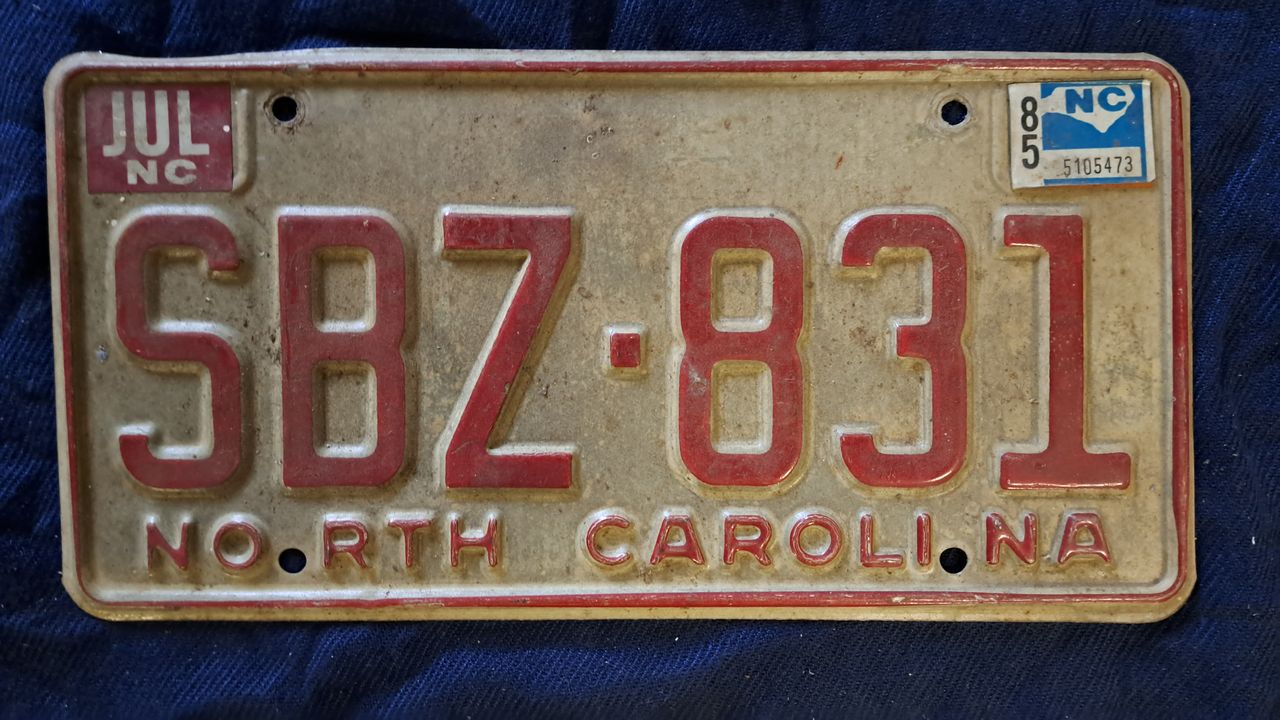 JUL
NC
85
NC
5105473
SBZ·831
NORTH CAROLINA